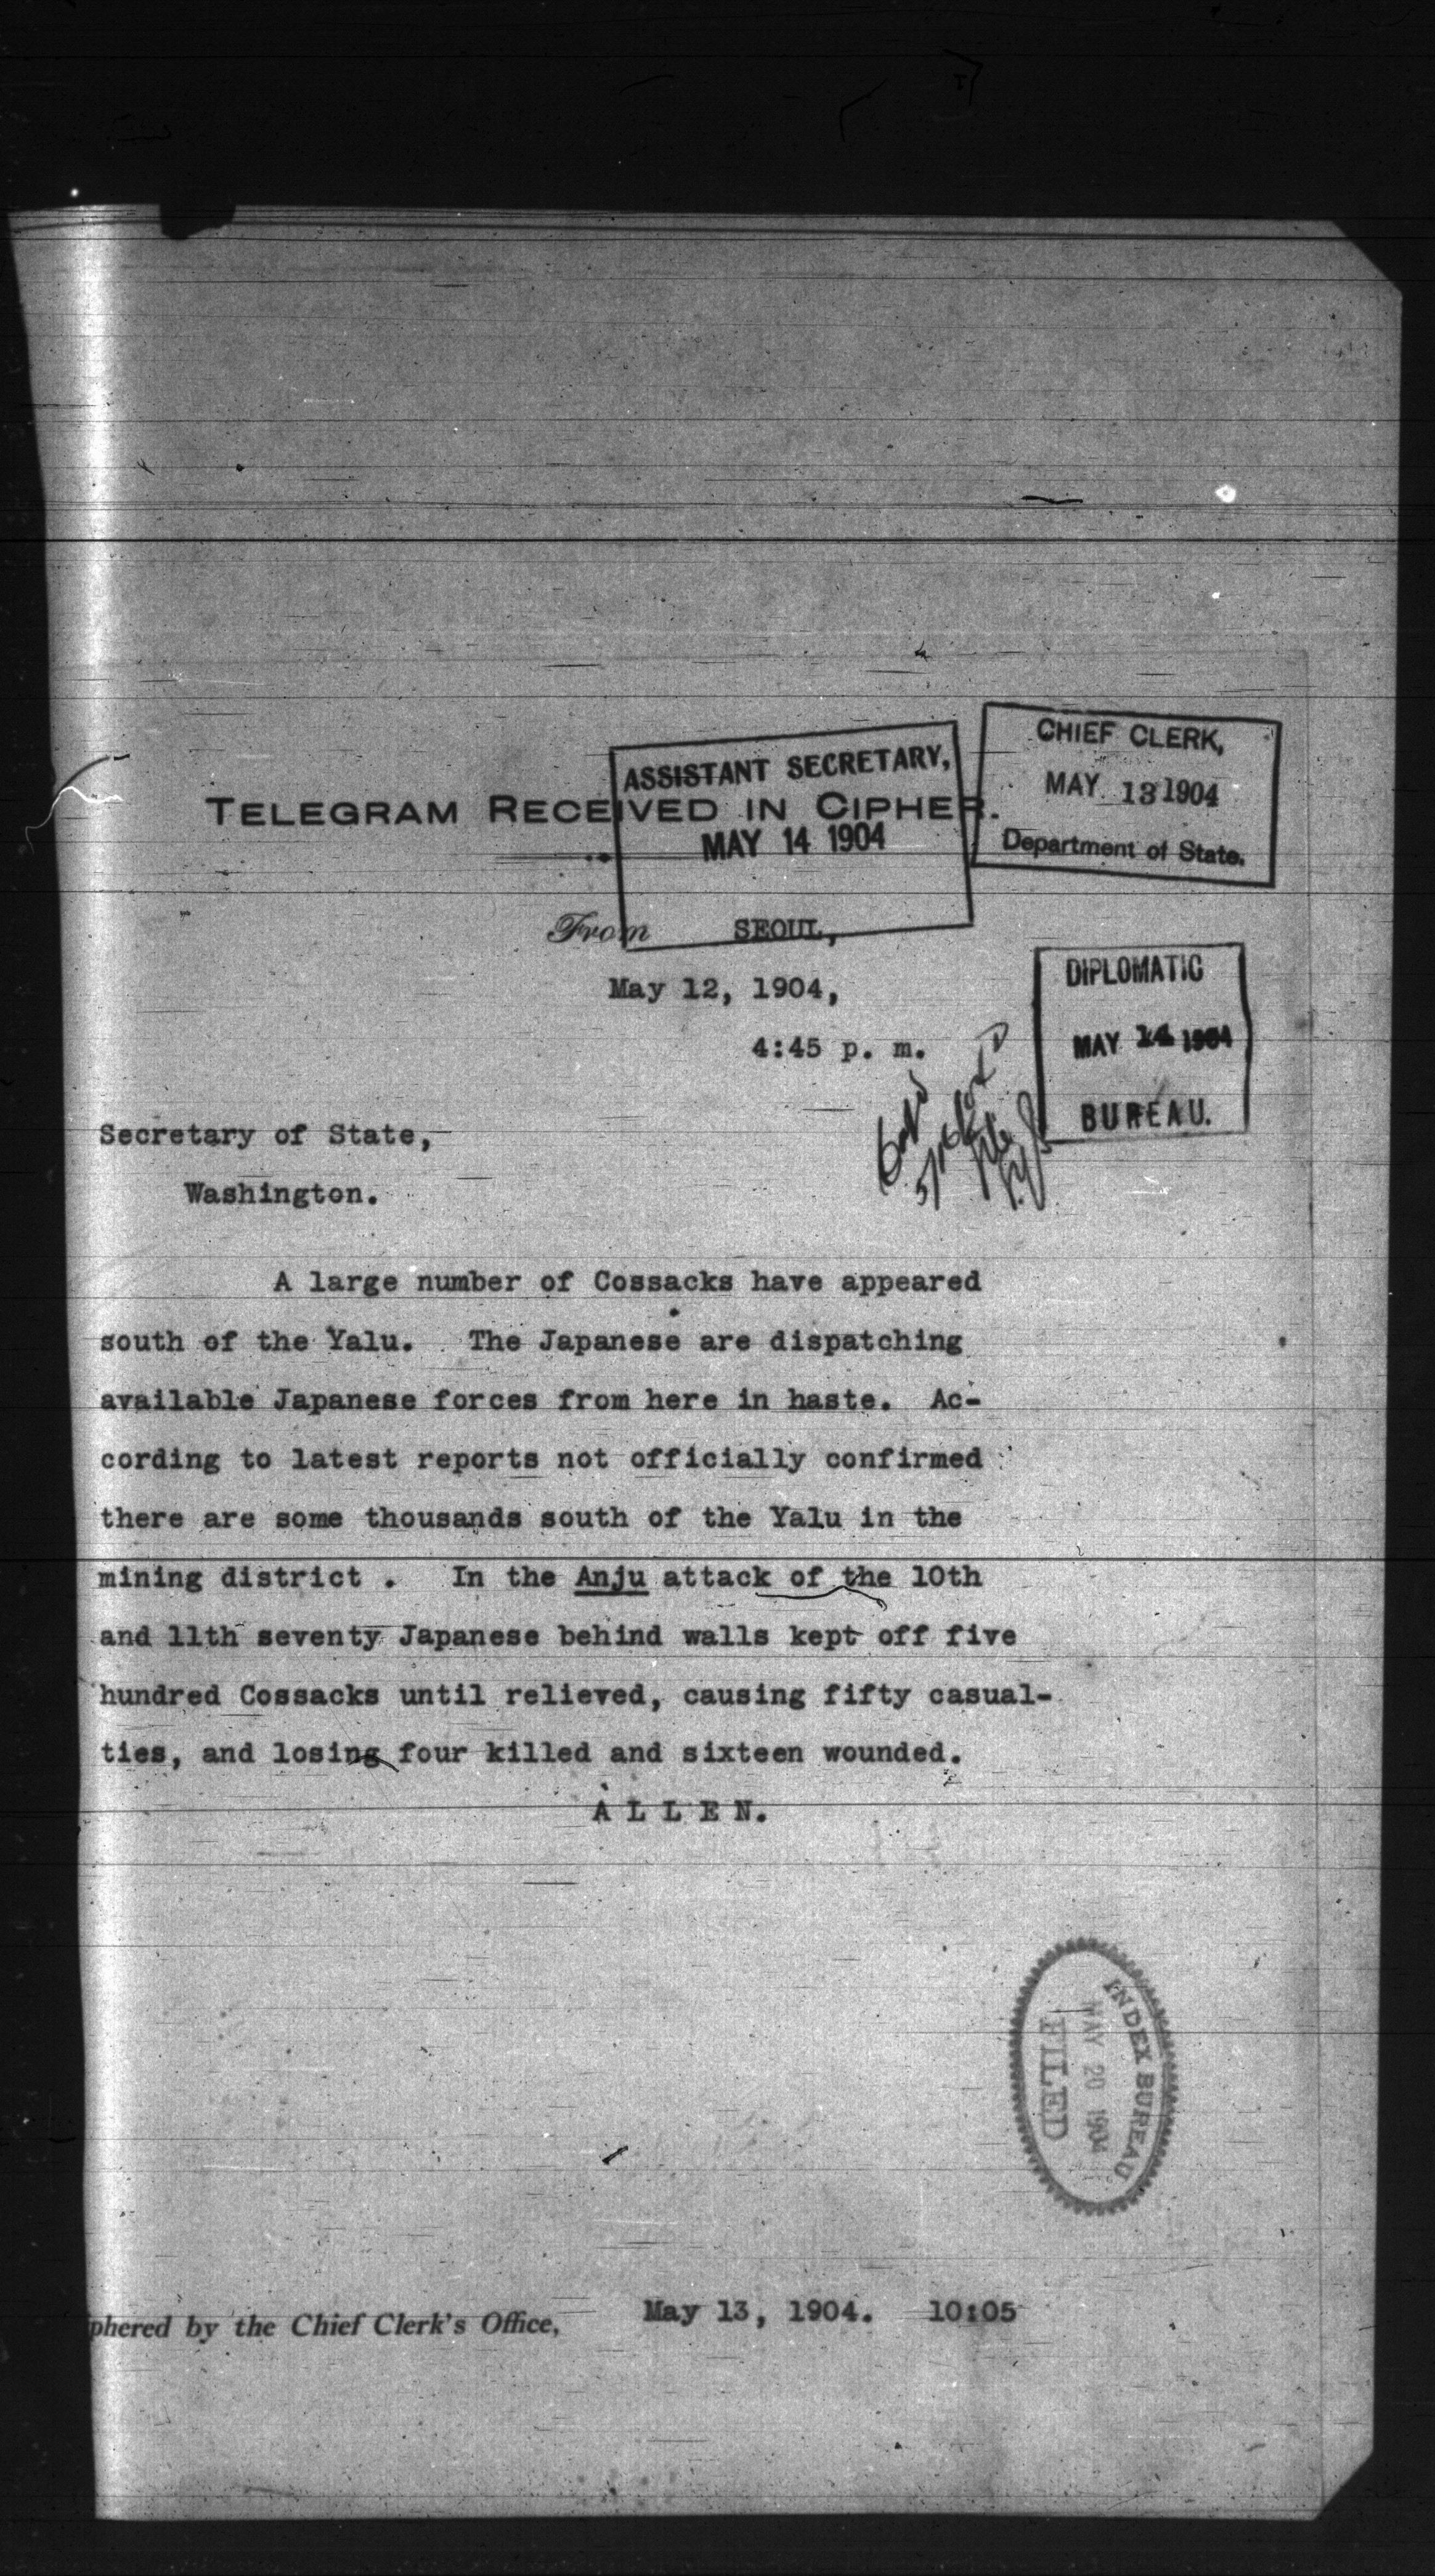 ASSISTANT SECRETARY,
MAY 14 1904
CHIEF CLERK,
MAY 13 1904
Department of State.
TELEGRAM RECEIVED IN CIPHER.
From SEOUL,
May 12, 1904,
4:45 p. m.
DIPLOMATIC
MAY 14 1904
BUREAU.
Secretary of State,
Washington.
A large number of Cossacks have appeared
south of the Yalu. The Japanese are dispatching
available Japanese forces from here in haste. Ac-
cording to latest reports not officially confirmed
there are some thousands south of the Yalu in the
mining district . In the Anju attack of the 10th
and 11th seventy Japanese behind walls kept off five
hundred Cossacks until relieved, causing fifty casual-
ties, and losing four killed and sixteen wounded.
A L L E N.
INDEX BUREAU
MAY 20 1904
FILED
phered by the Chief Clerk's Office, May 13, 1904. 10:05